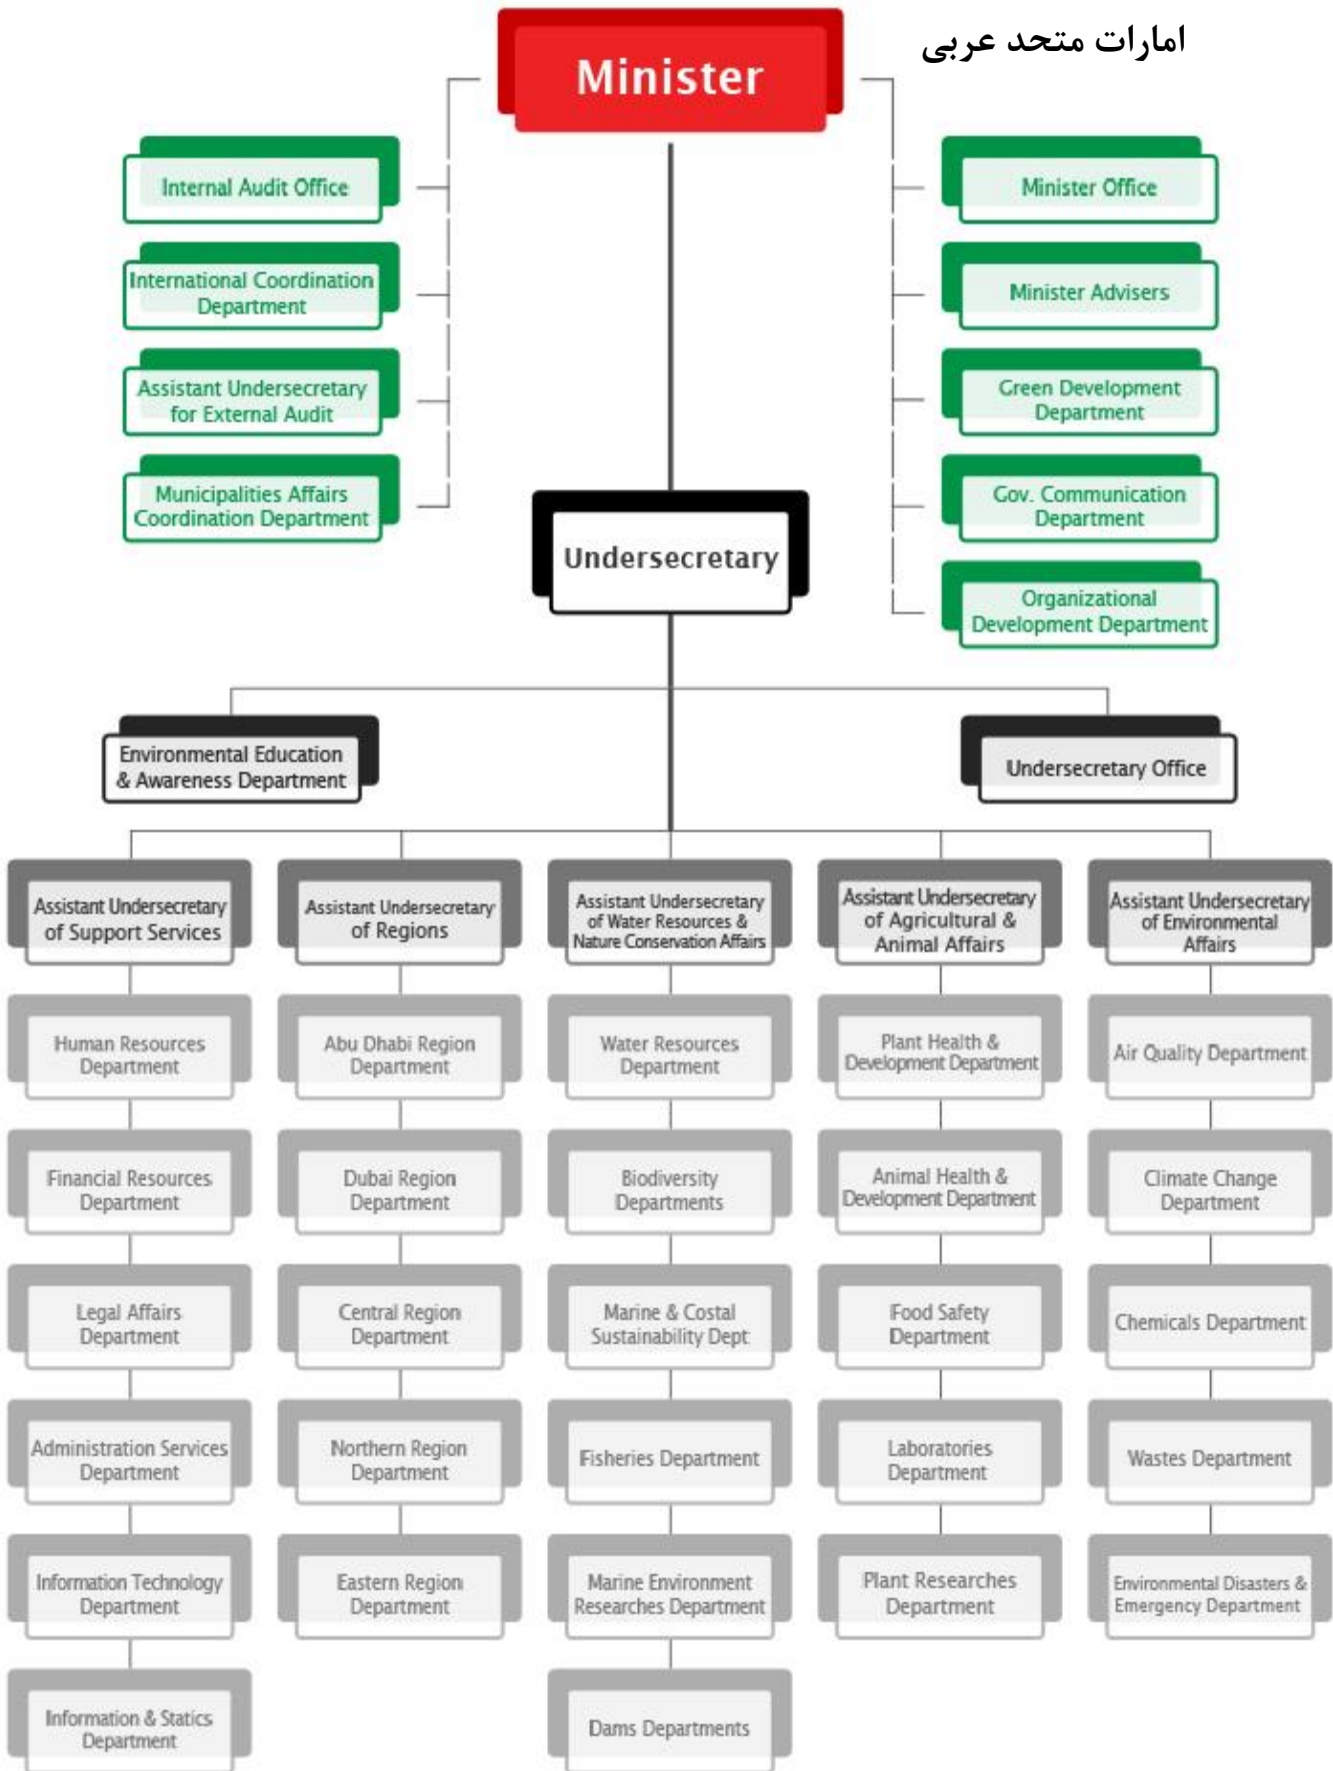 امارات متحد عربی
Minister
Internal Audit Office
International Coordination
Department
Assistant Undersecretary
for External Audit
Municipalities Affairs
Coordination Department
Minister Office
Minister Advisers
Green Development
Department
Gov. Communication
Department
Organizational
Development Department
Undersecretary
Environmental Education
& Awareness Department
Undersecretary Office
Assistant Undersecretary
of Support Services
Human Resources
Department
Financial Resources
Department
Legal Affairs
Department
Administration Services
Department
Information Technology
Department
Information & Statics
Department
Assistant Undersecretary
of Regions
Abu Dhabi Region
Department
Dubai Region
Department
Central Region
Department
Northern Region
Department
Eastern Region
Department
Assistant Undersecretary
of Water Resources &
Nature Conservation Affairs
Water Resources
Department
Biodiversity
Departments
Marine & Costal
Sustainability Dept
Fisheries Department
Marine Environment
Researches Department
Dams Departments
Assistant Undersecretary
of Agricultural &
Animal Affairs
Plant Health &
Development Department
Animal Health &
Development Department
Food Safety
Department
Laboratories
Department
Plant Researches
Department
Assistant Undersecretary
of Environmental
Affairs
Air Quality Department
Climate Change
Department
Chemicals Department
Wastes Department
Environmental Disasters &
Emergency Department